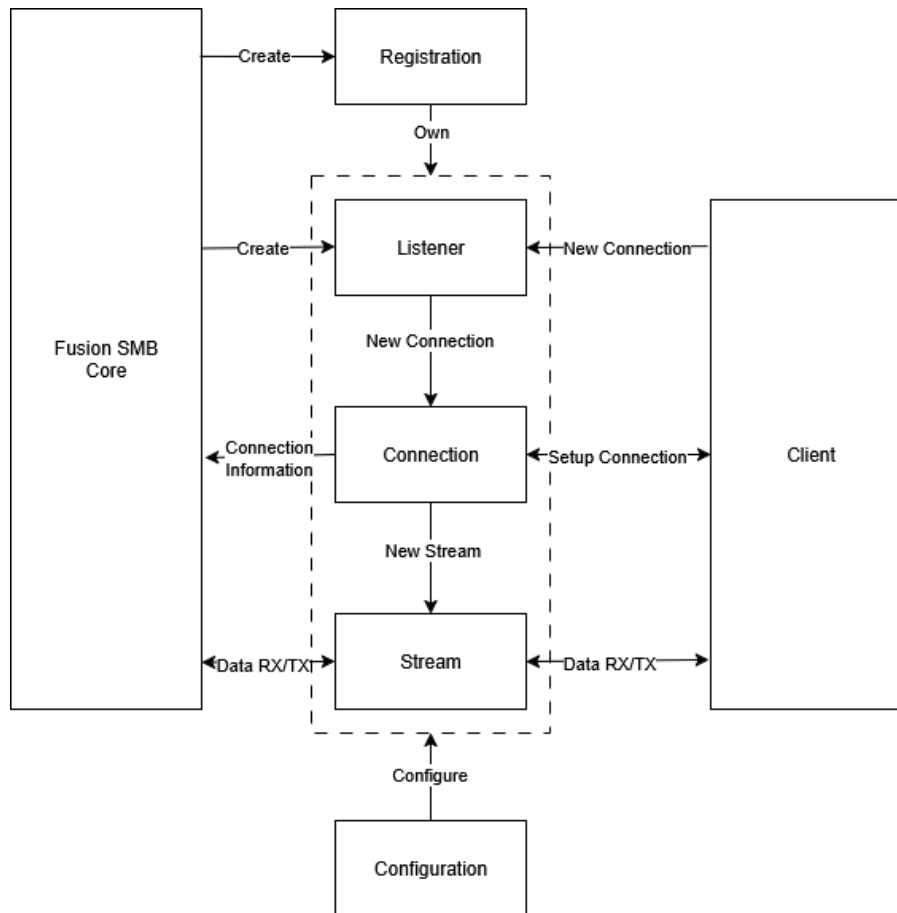 Create
Registration
Own
Create
Listener
New Connection
New Connection
Fusion SMB
Core
Connection
Information
Connection
Setup Connection
Client
New Stream
Data RX/TX
Stream
Data RX/TX
Configure
Configuration